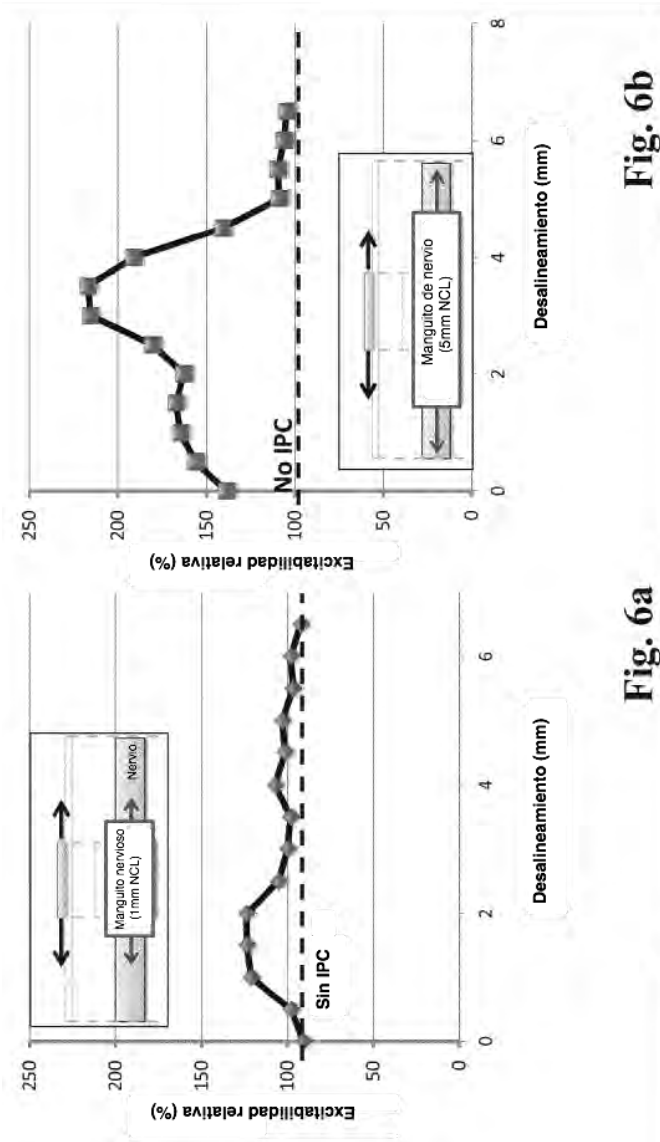 250
200
150
100
50
0
Excitabilidad relativa (%)
Manguito nervioso
(1mm NCL)
Nervio
Sin IPC
0
2
4
6
Desalineamiento (mm)
Fig. 6a
250
200
150
100
50
0
Excitabilidad relativa (%)
No IPC
Manguito de nervio
(5mm NCL)
0
2
4
6
8
Desalineamiento (mm)
Fig. 6b